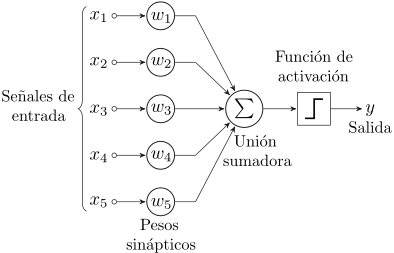 x₁ w₁
x₂ w₂
x₃ w₃
x₄ w₄
x₅ w₅
Señales de
entrada
Pesos
sinápticos
Σ
Unión
sumadora
Función de
activación
y
Salida